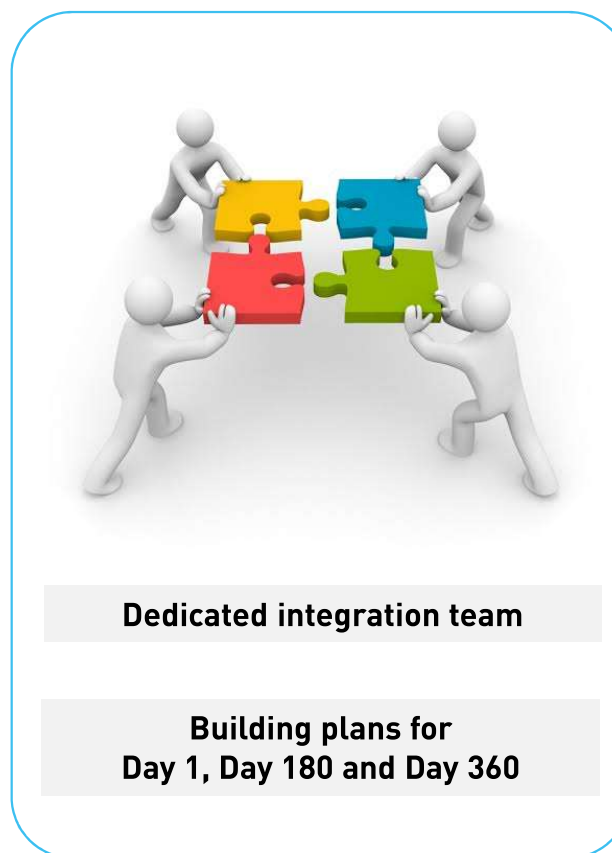 Dedicated integration team
Building plans for
Day 1, Day 180 and Day 360